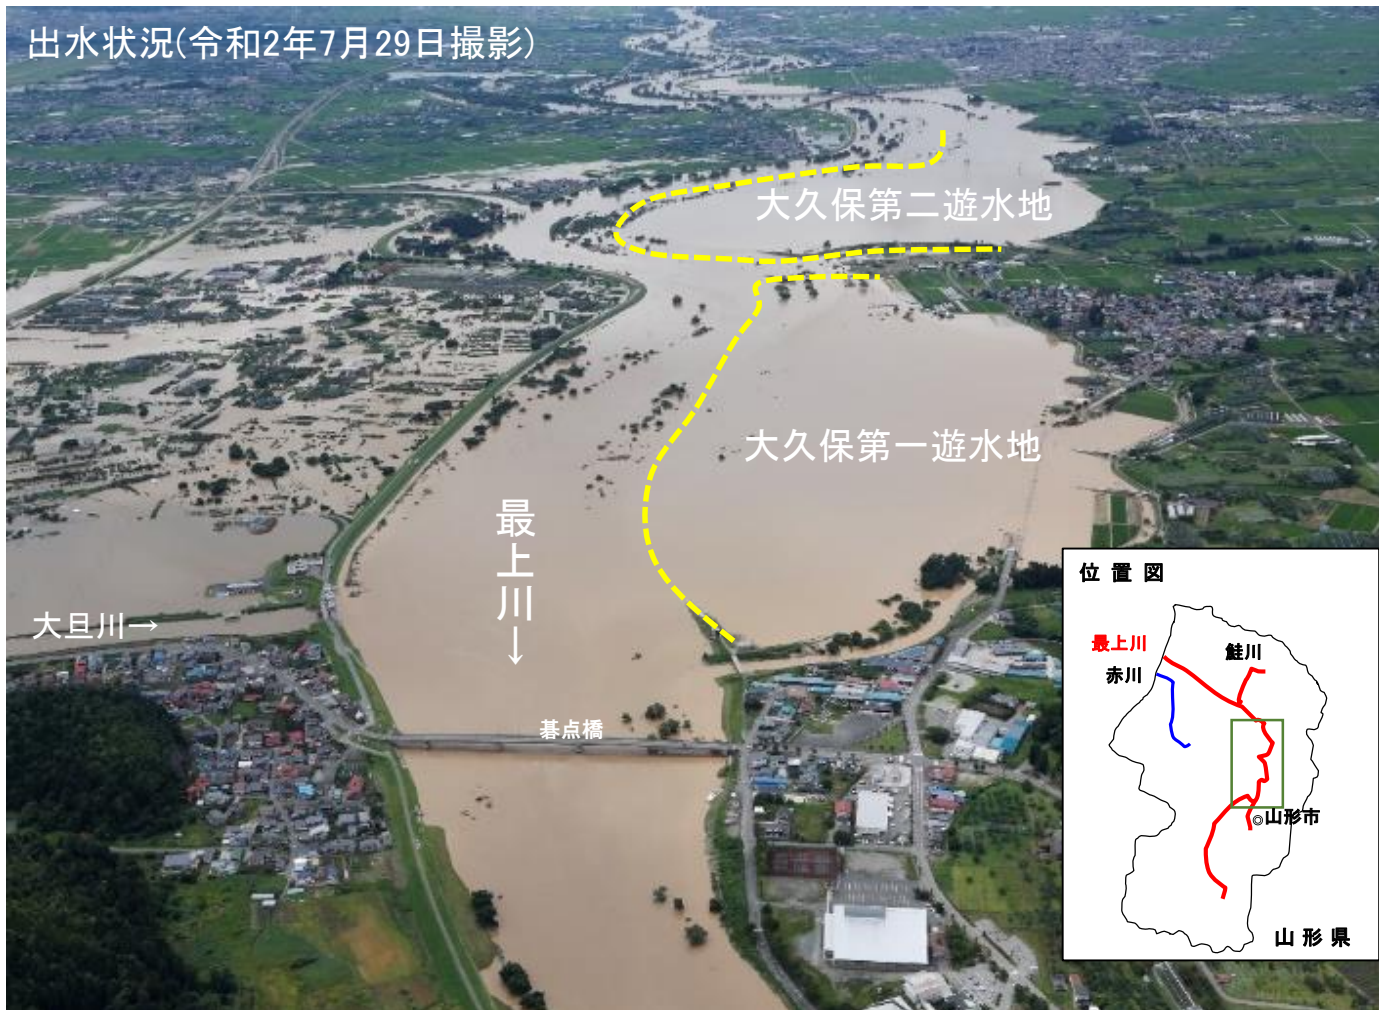 出水状況(令和2年7月29日撮影)
大久保第二遊水地
大久保第一遊水地
最上川↓
大旦川→
碁点橋
位置図
最上川
鮭川
赤川
◎山形市
山形県